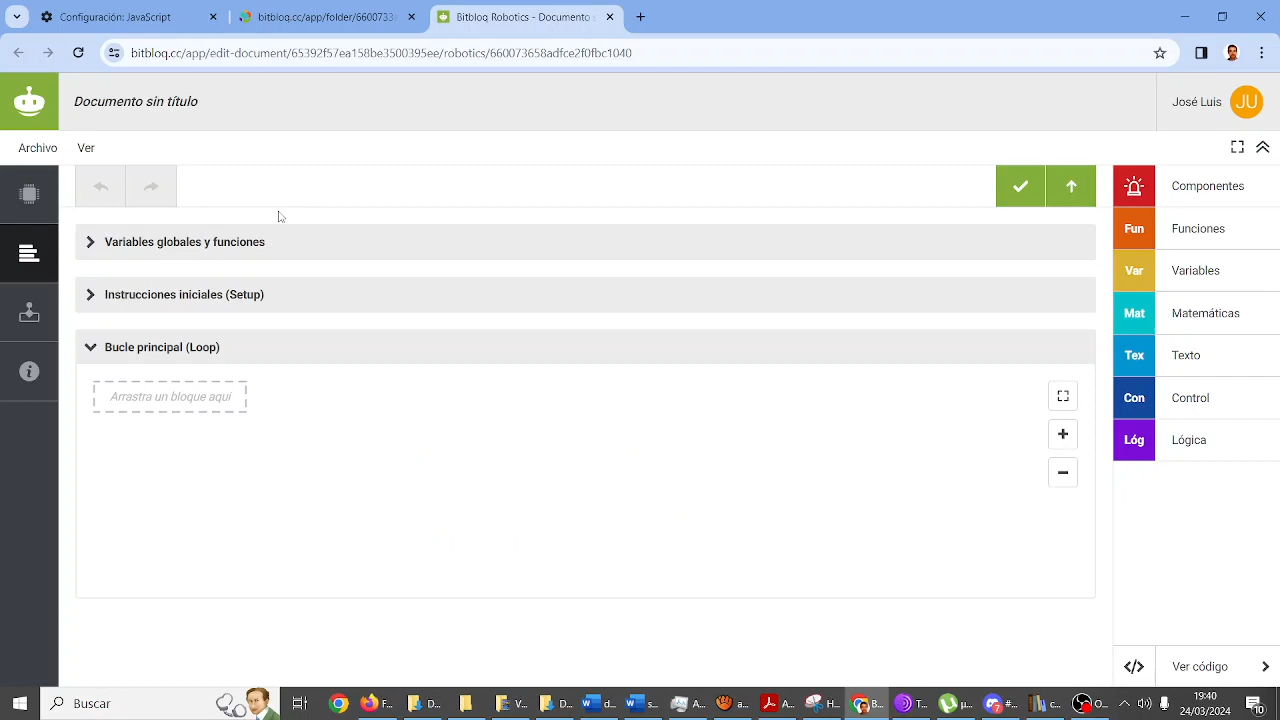 Configuración JavaScript
bitbloq.cc/app/folder/6600733
Bitbloq Robotics - Documento s
bitbloq.cc/app/edit-document/65392f57ea158be3500395ee/robotics/660073658adfce2f0fbc1040
Documento sin título
José Luis
JU
Archivo
Ver
Componentes
Variables globales y funciones
Fun
Funciones
Var
Variables
Instrucciones iniciales (Setup)
Mat
Matemáticas
Bucle principal (Loop)
Tex
Texto
Arrastra un bloque aquí
Con
Control
Lóg
Lógica
Ver código
Buscar
D...
D...
V...
D...
d...
s...
A...
b...
A...
H...
B...
19:40
24/03/2024